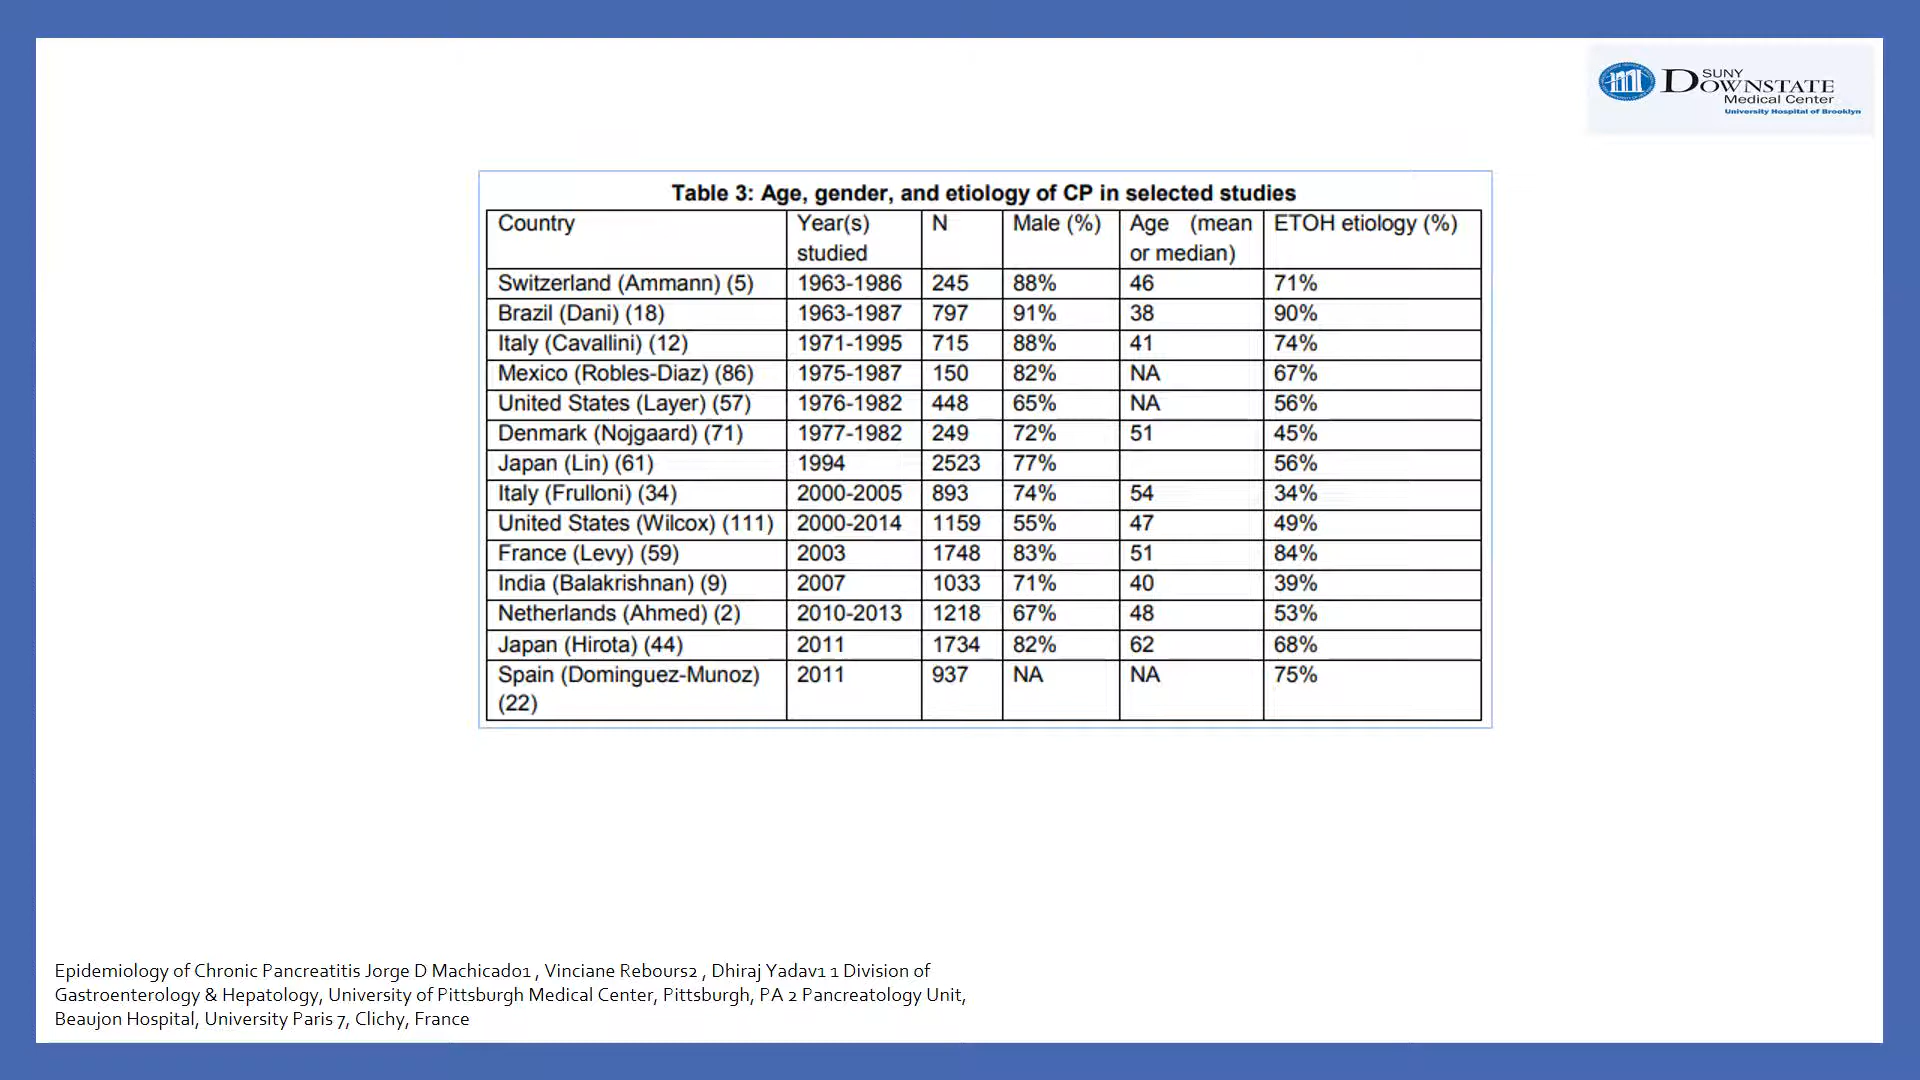 SUNY
DOWNSTATE
Medical Center
University Hospital of Brooklyn
Table 3: Age, gender, and etiology of CP in selected studies
Country Year(s) studied N Male (%) Age (mean or median) ETOH etiology (%)
Switzerland (Ammann) (5) 1963-1986 245 88% 46 71%
Brazil (Dani) (18) 1963-1987 797 91% 38 90%
Italy (Cavallini) (12) 1971-1995 715 88% 41 74%
Mexico (Robles-Diaz) (86) 1975-1987 150 82% NA 67%
United States (Layer) (57) 1976-1982 448 65% NA 56%
Denmark (Nojgaard) (71) 1977-1982 249 72% 51 45%
Japan (Lin) (61) 1994 2523 77% 56%
Italy (Frulloni) (34) 2000-2005 893 74% 54 34%
United States (Wilcox) (111) 2000-2014 1159 55% 47 49%
France (Levy) (59) 2003 1748 83% 51 84%
India (Balakrishnan) (9) 2007 1033 71% 40 39%
Netherlands (Ahmed) (2) 2010-2013 1218 67% 48 53%
Japan (Hirota) (44) 2011 1734 82% 62 68%
Spain (Dominguez-Munoz) (22) 2011 937 NA NA 75%
Epidemiology of Chronic Pancreatitis Jorge D Machicado1 , Vinciane Rebours2 , Dhiraj Yadav1 1 Division of
Gastroenterology & Hepatology, University of Pittsburgh Medical Center, Pittsburgh, PA 2 Pancreatology Unit,
Beaujon Hospital, University Paris 7, Clichy, France